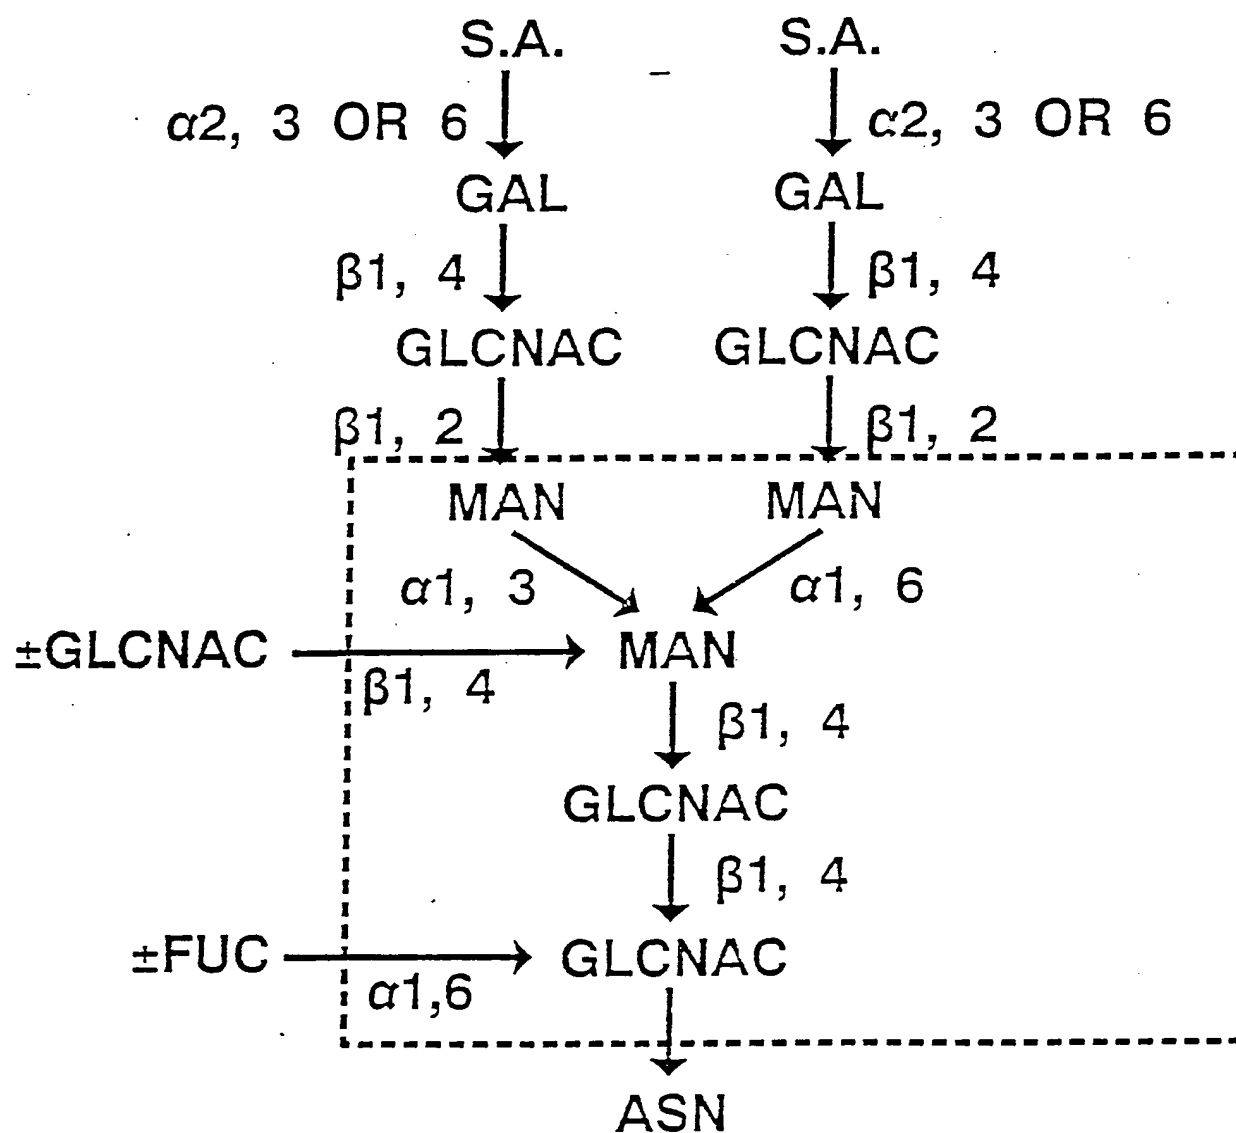 S.A. S.A.
α2, 3 OR 6 α2, 3 OR 6
GAL GAL
β1, 4 β1, 4
GLCNAC GLCNAC
β1, 2 β1, 2
MAN MAN
α1, 3 α1, 6
±GLCNAC MAN
β1, 4
β1, 4
GLCNAC
β1, 4
±FUC GLCNAC
α1,6
ASN